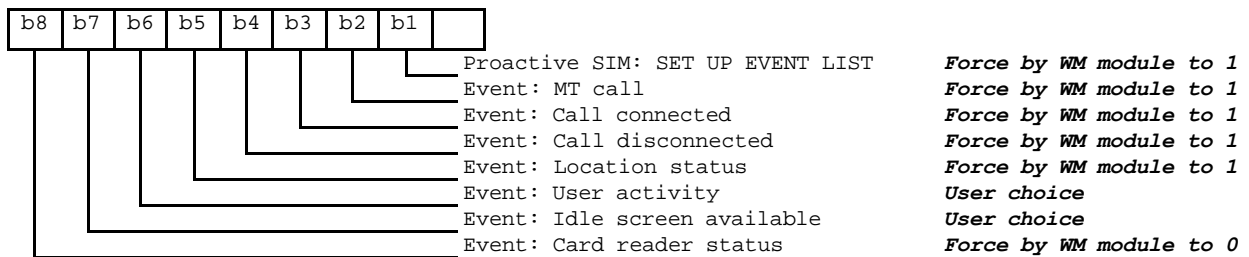 b8 b7 b6 b5 b4 b3 b2 b1
Proactive SIM: SET UP EVENT LIST Force by WM module to 1
Event: MT call Force by WM module to 1
Event: Call connected Force by WM module to 1
Event: Call disconnected Force by WM module to 1
Event: Location status Force by WM module to 1
Event: User activity User choice
Event: Idle screen available User choice
Event: Card reader status Force by WM module to 0